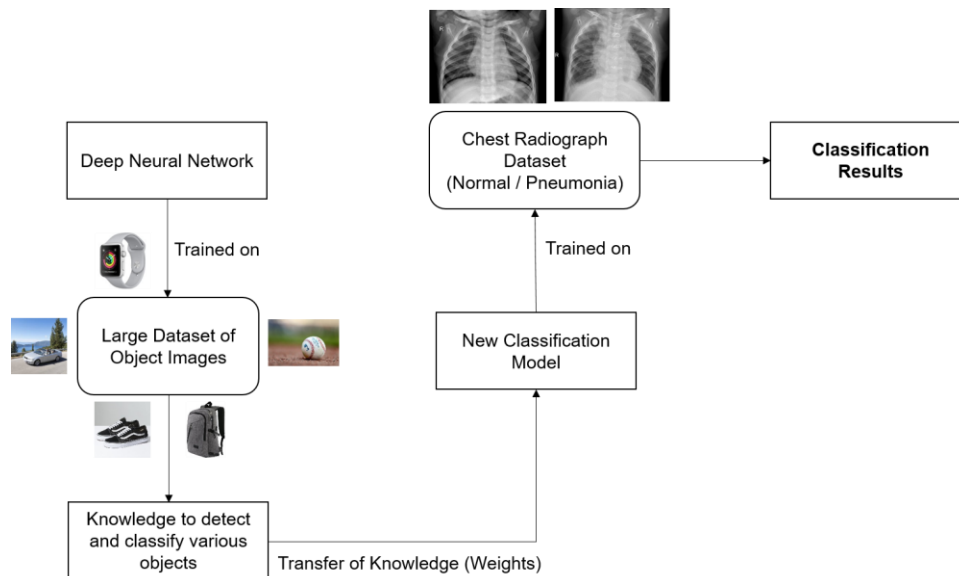 Deep Neural Network
Trained on
Large Dataset of
Object Images
Knowledge to detect
and classify various
objects
Transfer of Knowledge (Weights)
New Classification
Model
Trained on
Chest Radiograph
Dataset
(Normal / Pneumonia)
Classification
Results